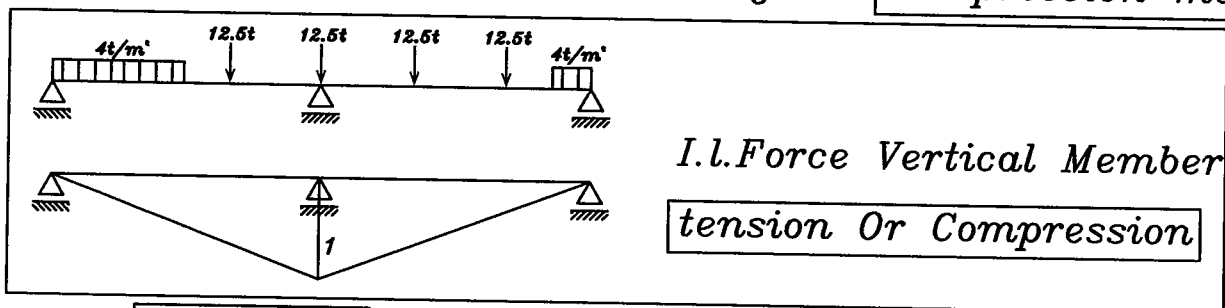 12.5t 12.5t 12.5t 12.5t
4t/m' 4t/m'
I.l.Force Vertical Member
1
tension Or Compression